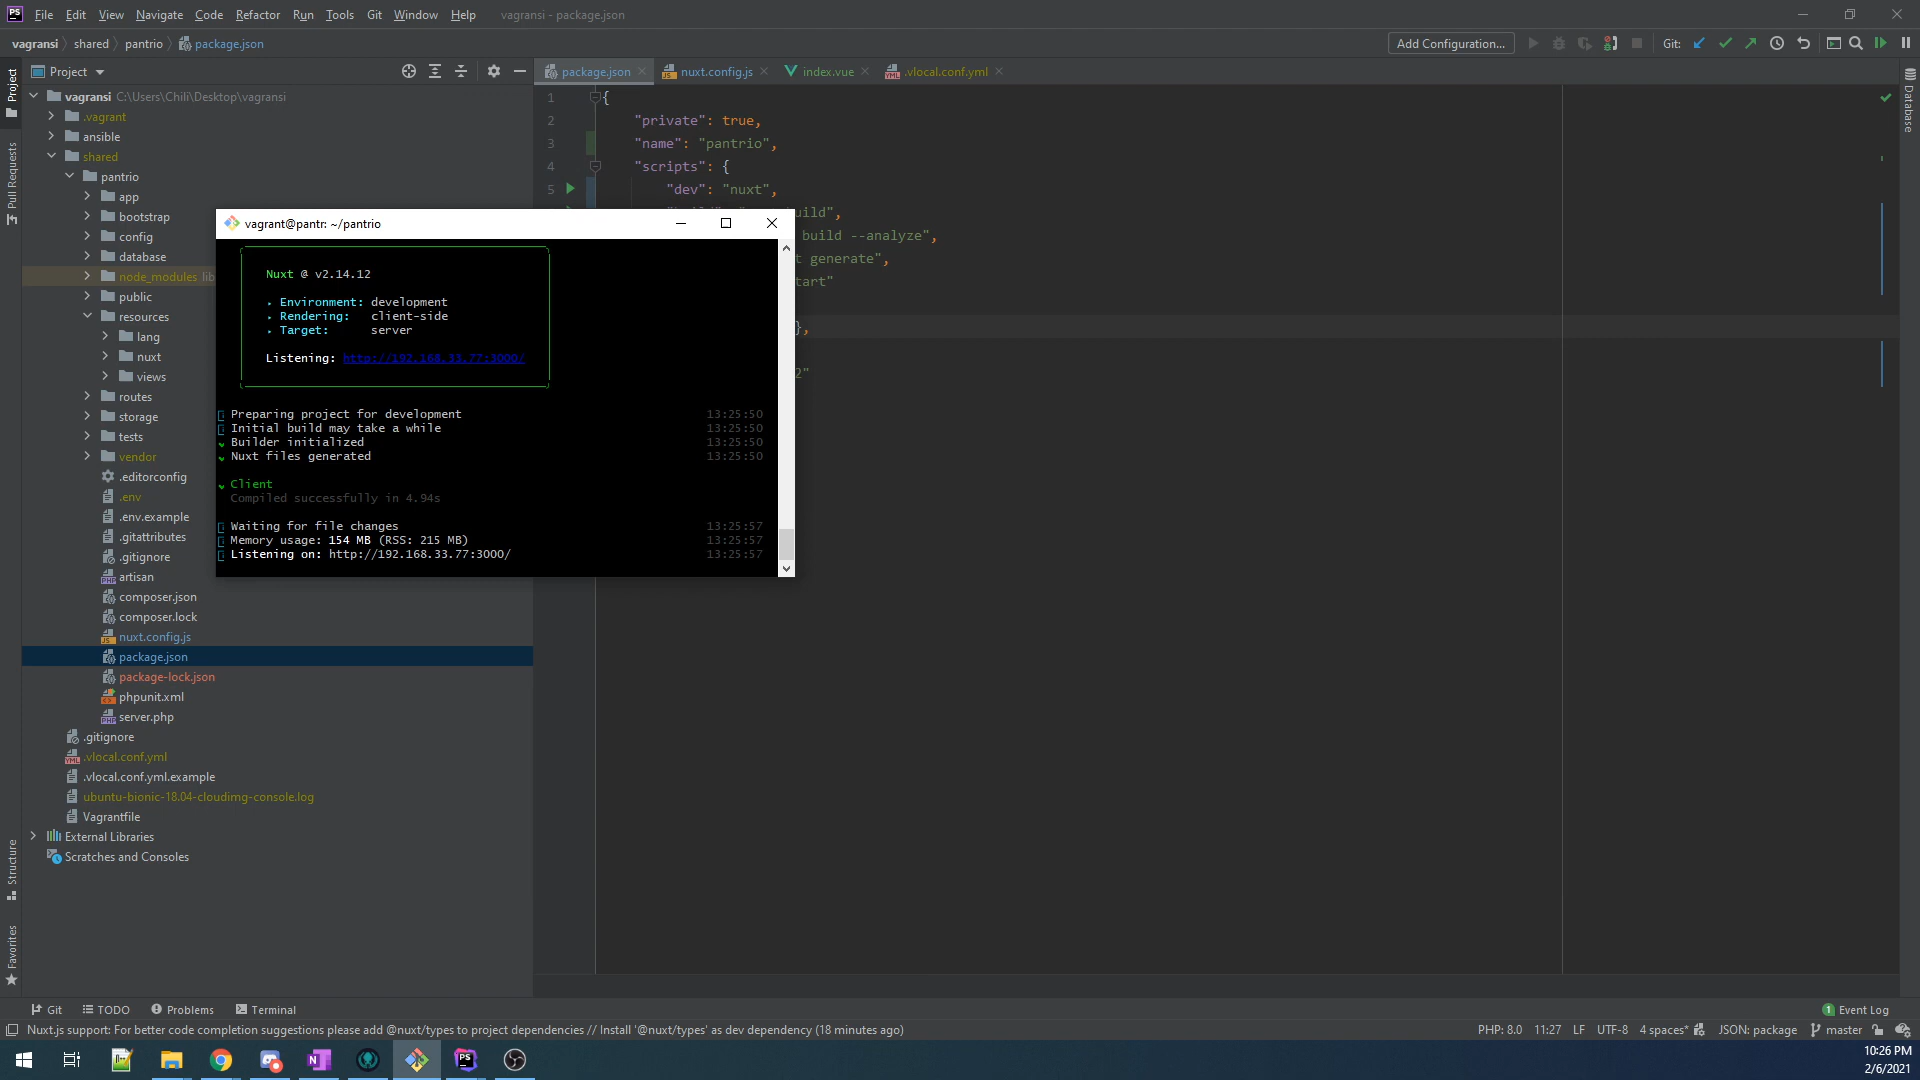 File Edit View Navigate Code Refactor Run Tools Git Window Help vagransi - package.json
vagransi shared pantrio package.json Add Configuration... Git:
Project
package.json nuxt.config.js index.vue .vlocal.conf.yml
Project
Pull Requests
Structure
Favorites
Database
vagransi C:\Users\Chili\Desktop\vagransi
.vagrant
ansible
shared
pantrio
app
bootstrap
config
database
node_modules lib
public
resources
lang
nuxt
views
routes
storage
tests
vendor
.editorconfig
.env
.env.example
.gitattributes
.gitignore
artisan
composer.json
composer.lock
nuxt.config.js
package.json
package-lock.json
phpunit.xml
server.php
.gitignore
.vlocal.conf.yml
.vlocal.conf.yml.example
ubuntu-bionic-18.04-cloudimg-console.log
Vagrantfile
External Libraries
Scratches and Consoles
1 {
2 "private": true,
3 "name": "pantrio",
4 "scripts": {
5 "dev": "nuxt",
uild",
build --analyze",
t generate",
tart"
},
2"
vagrant@pantr: ~/pantrio
Nuxt @ v2.14.12
Environment: development
Rendering: client-side
Target: server
Listening: http://192.168.33.77:3000/
Preparing project for development 13:25:50
Initial build may take a while 13:25:50
Builder initialized 13:25:50
Nuxt files generated 13:25:50
Client
Compiled successfully in 4.94s
Waiting for file changes 13:25:57
Memory usage: 154 MB (RSS: 215 MB) 13:25:57
Listening on: http://192.168.33.77:3000/ 13:25:57
Git TODO Problems Terminal 1 Event Log
Nuxt.js support: For better code completion suggestions please add @nuxt/types to project dependencies // Install '@nuxt/types' as dev dependency (18 minutes ago) PHP: 8.0 11:27 LF UTF-8 4 spaces* JSON: package master
10:26 PM
2/6/2021